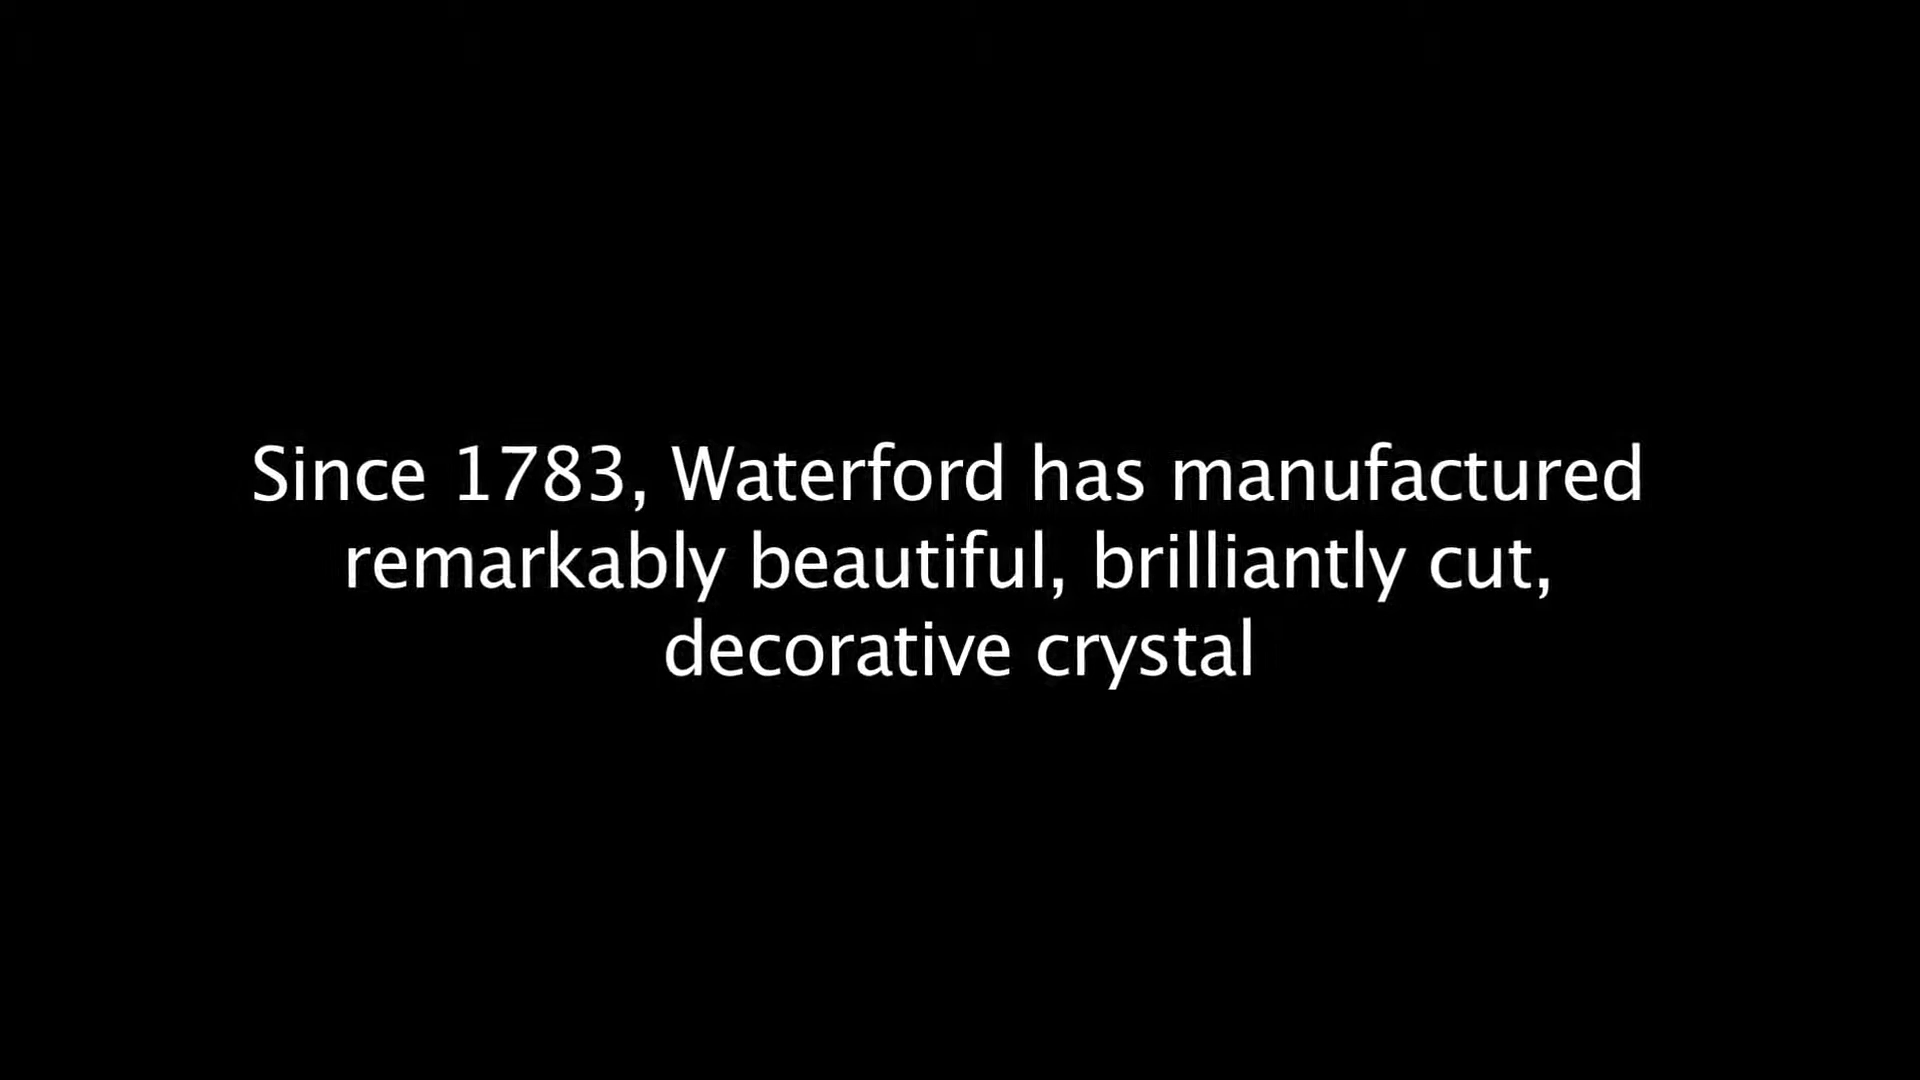 Since 1783, Waterford has manufactured
remarkably beautiful, brilliantly cut,
decorative crystal